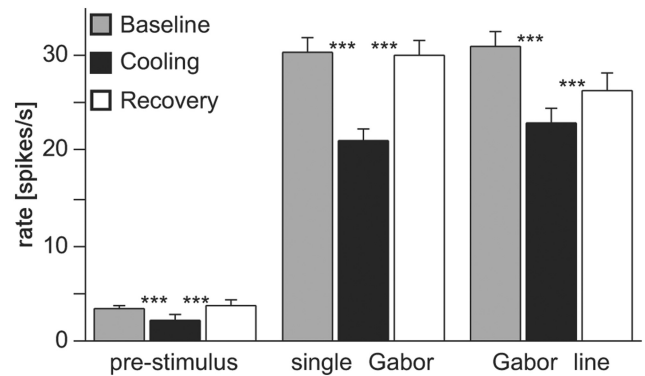 Baseline
Cooling
Recovery
rate [spikes/s]
30
20
10
0
*** ***
*** ***
***
***
pre-stimulus
single Gabor
Gabor line